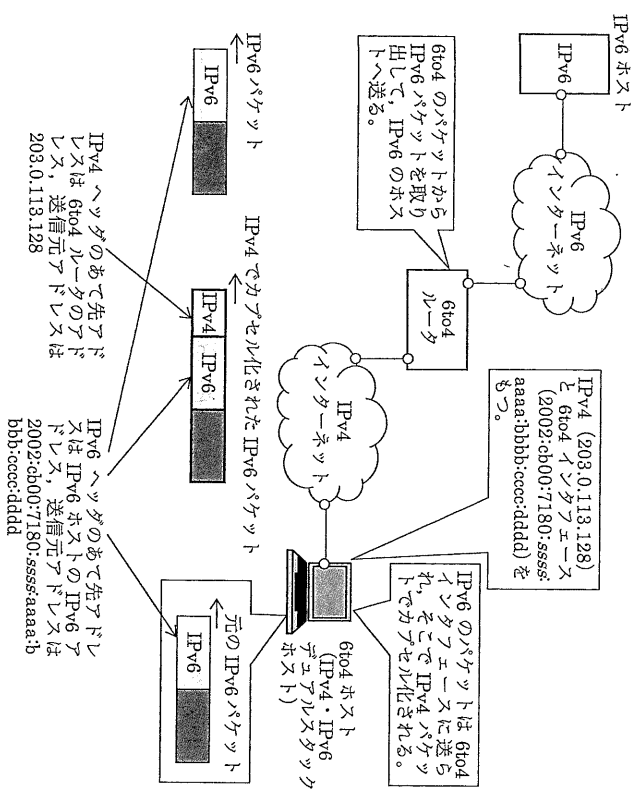 IPv6 ホスト
IPv6
IPv6
インターネット
6to4 のパケットから
IPv6 パケットを取り
出して，IPv6 のホス
トへ送る。
6to4
ルータ
IPv4
インターネット
IPv4（203.0.113.128）
と 6to4 インタフェース
（2002:cb00:7180:ssss:
aaaa:bbbb:cccc:dddd）を
もつ。
IPv6 のパケットは 6to4
インタフェースに送ら
れ，そこで IPv4 パケッ
トでカプセル化される。
6to4 ホスト
（IPv4・IPv6
デュアルスタック
ホスト）
IPv6 パケット
IPv6
IPv4 でカプセル化された IPv6 パケット
IPv4
IPv6
元の IPv6 パケット
IPv6
IPv4 ヘッダのあて先アド
レスは 6to4 ルータのアド
レス，送信元アドレスは
203.0.113.128
IPv6 ヘッダのあて先アドレ
スは IPv6 ホストの IPv6 ア
ドレス，送信元アドレスは
2002:cb00:7180:ssss:aaaa:b
bbb:cccc:dddd